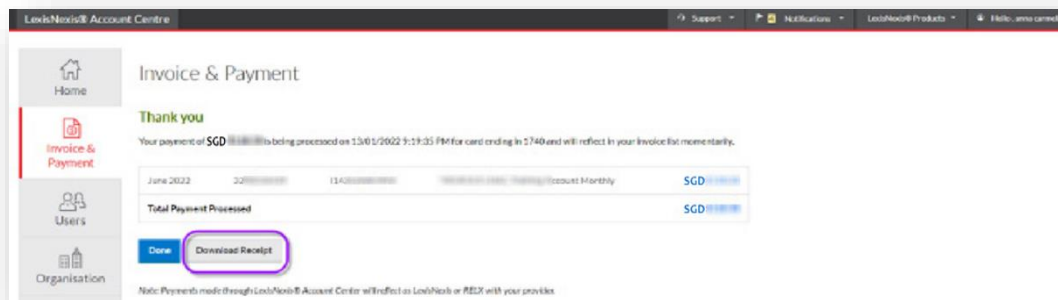 LexisNexis® Account Centre
Support
Notifications
LexisNexis® Products
Hello,
Home
Invoice & Payment
Invoice & Payment
Users
Organisation
Thank you
Your payment of SGD is being processed on 13/01/2022 9:19:35 PM for card ending in 1740 and will reflect in your invoice list momentarily.
June 2022 Account Monthly SGD
Total Payment Processed SGD
Done Download Receipt
Note: Payments made through LexisNexis® Account Center will reflect as LexisNexis or RELX with your provider.